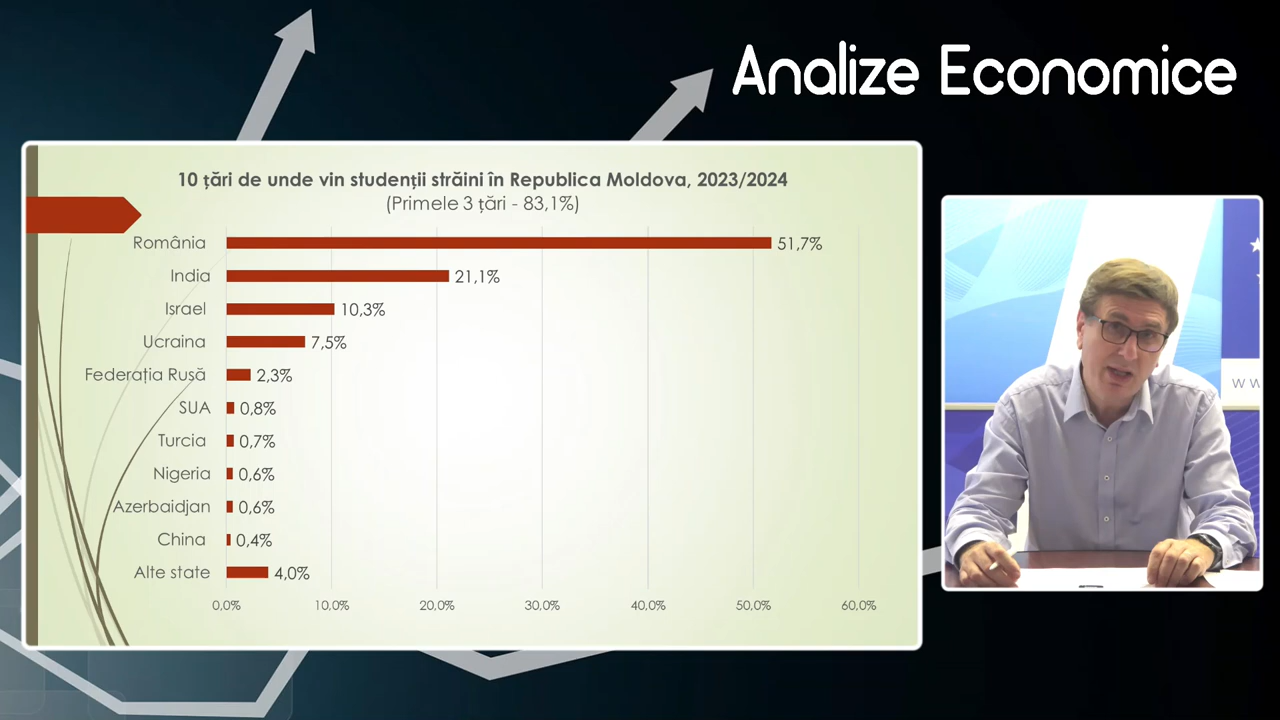 Analize Economice
10 țări de unde vin studenții străini în Republica Moldova, 2023/2024
(Primele 3 țări - 83,1%)
România 51,7%
India 21,1%
Israel 10,3%
Ucraina 7,5%
Federația Rusă 2,3%
SUA 0,8%
Turcia 0,7%
Nigeria 0,6%
Azerbaidjan 0,6%
China 0,4%
Alte state 4,0%
0,0% 10,0% 20,0% 30,0% 40,0% 50,0% 60,0%